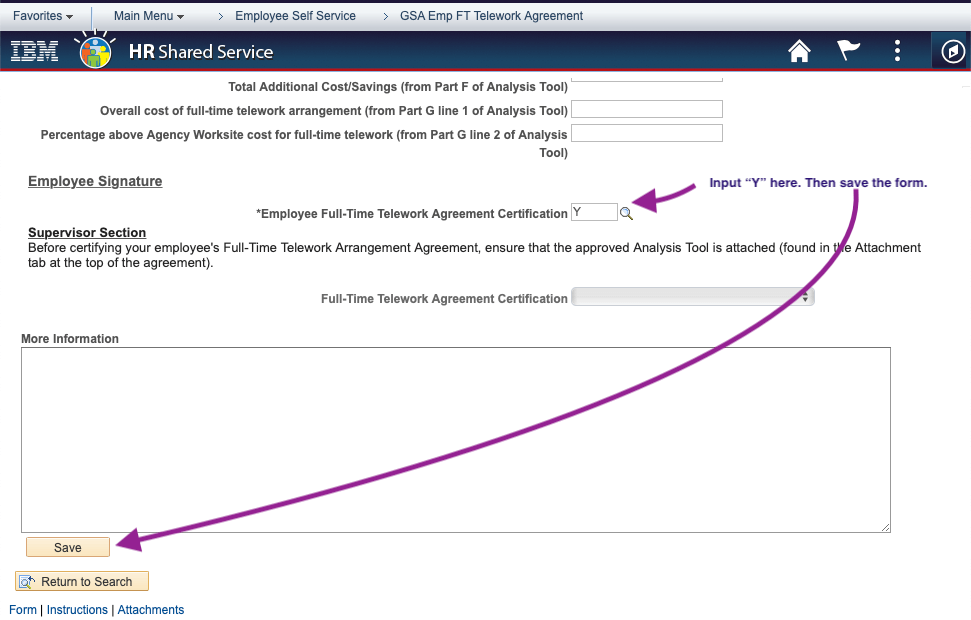 Favorites Main Menu > Employee Self Service > GSA Emp FT Telework Agreement
IBM HR Shared Service
Total Additional Cost/Savings (from Part F of Analysis Tool)
Overall cost of full-time telework arrangement (from Part G line 1 of Analysis Tool)
Percentage above Agency Worksite cost for full-time telework (from Part G line 2 of Analysis
Tool)
Employee Signature
Input “Y” here. Then save the form.
*Employee Full-Time Telework Agreement Certification Y
Supervisor Section
Before certifying your employee's Full-Time Telework Arrangement Agreement, ensure that the approved Analysis Tool is attached (found in the Attachment
tab at the top of the agreement).
Full-Time Telework Agreement Certification
More Information
Save
Return to Search
Form | Instructions | Attachments